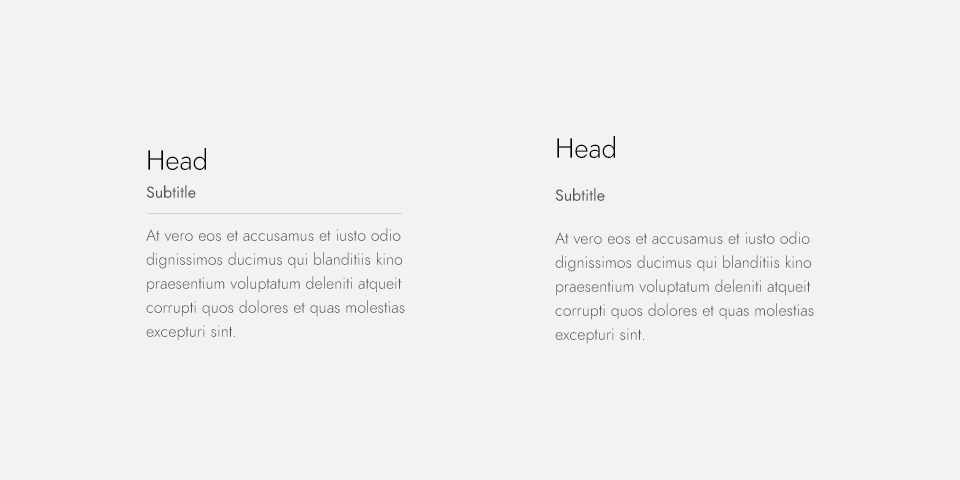 Head
Subtitle
At vero eos et accusamus et iusto odio
dignissimos ducimus qui blanditiis kino
praesentium voluptatum deleniti atqueit
corrupti quos dolores et quas molestias
excepturi sint.
Head
Subtitle
At vero eos et accusamus et iusto odio
dignissimos ducimus qui blanditiis kino
praesentium voluptatum deleniti atqueit
corrupti quos dolores et quas molestias
excepturi sint.